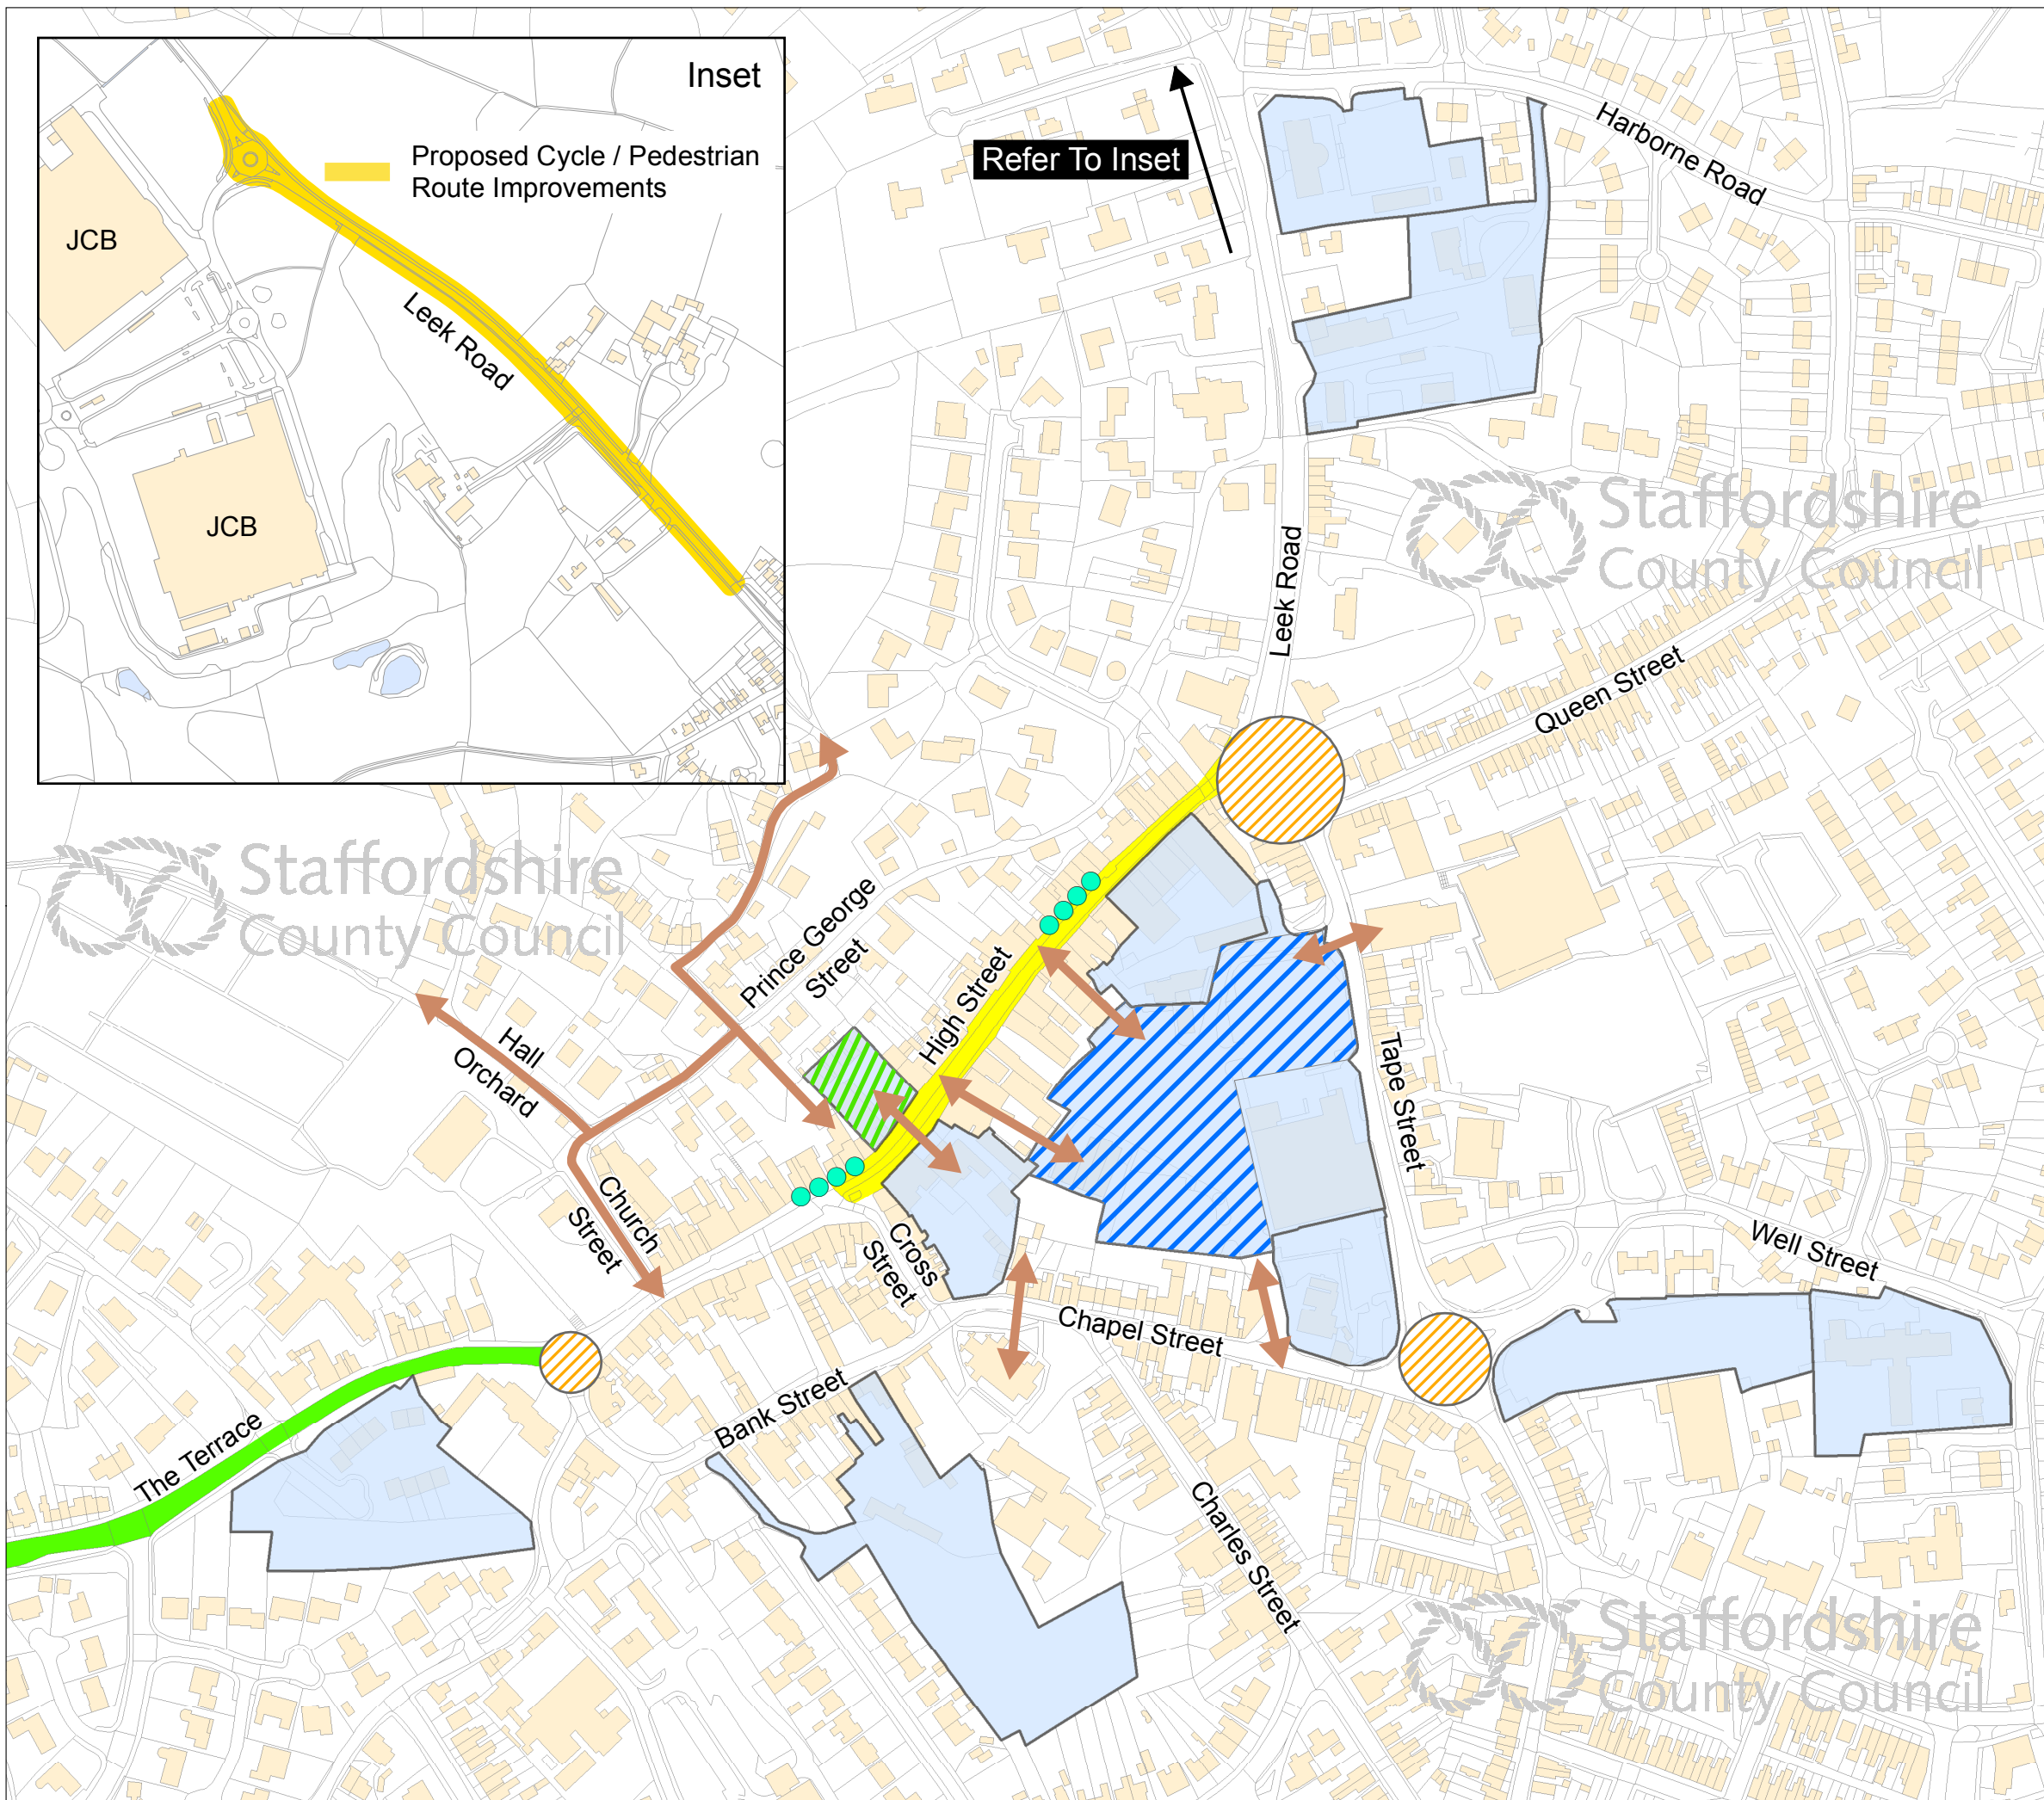 Inset
Proposed Cycle / Pedestrian
Route Improvements
JCB
Leek Road
JCB
Refer To Inset
Harborne Road
Staffordshire
County Council
Leek Road
Queen Street
Staffordshire
County Council
Prince George
Street
High Street
Hall
Orchard
Tape Street
Church
Street
Cross
Street
Well Street
Chapel Street
Bank Street
The Terrace
Charles Street
Staffordshire
County Council